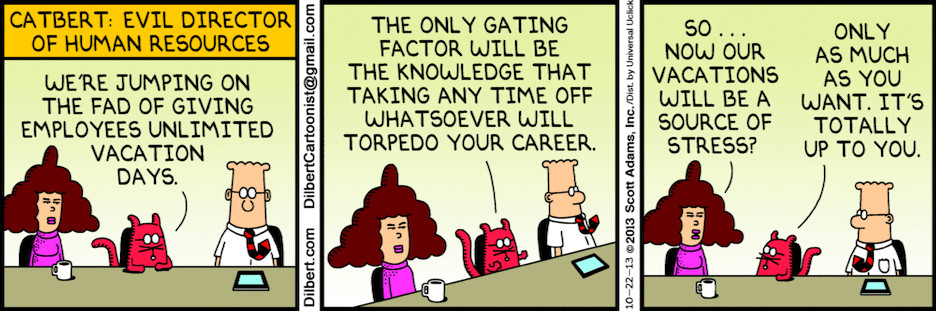 CATBERT: EVIL DIRECTOR
OF HUMAN RESOURCES
WE'RE JUMPING ON
THE FAD OF GIVING
EMPLOYEES UNLIMITED
VACATION
DAYS.
Dilbert.com DilbertCartoonist@gmail.com
THE ONLY GATING
FACTOR WILL BE
THE KNOWLEDGE THAT
TAKING ANY TIME OFF
WHATSOEVER WILL
TORPEDO YOUR CAREER.
10-22-13 ©2013 Scott Adams, Inc. /Dist. by Universal Uclick
SO ...
NOW OUR
VACATIONS
WILL BE A
SOURCE OF
STRESS?
ONLY
AS MUCH
AS YOU
WANT. IT'S
TOTALLY
UP TO YOU.